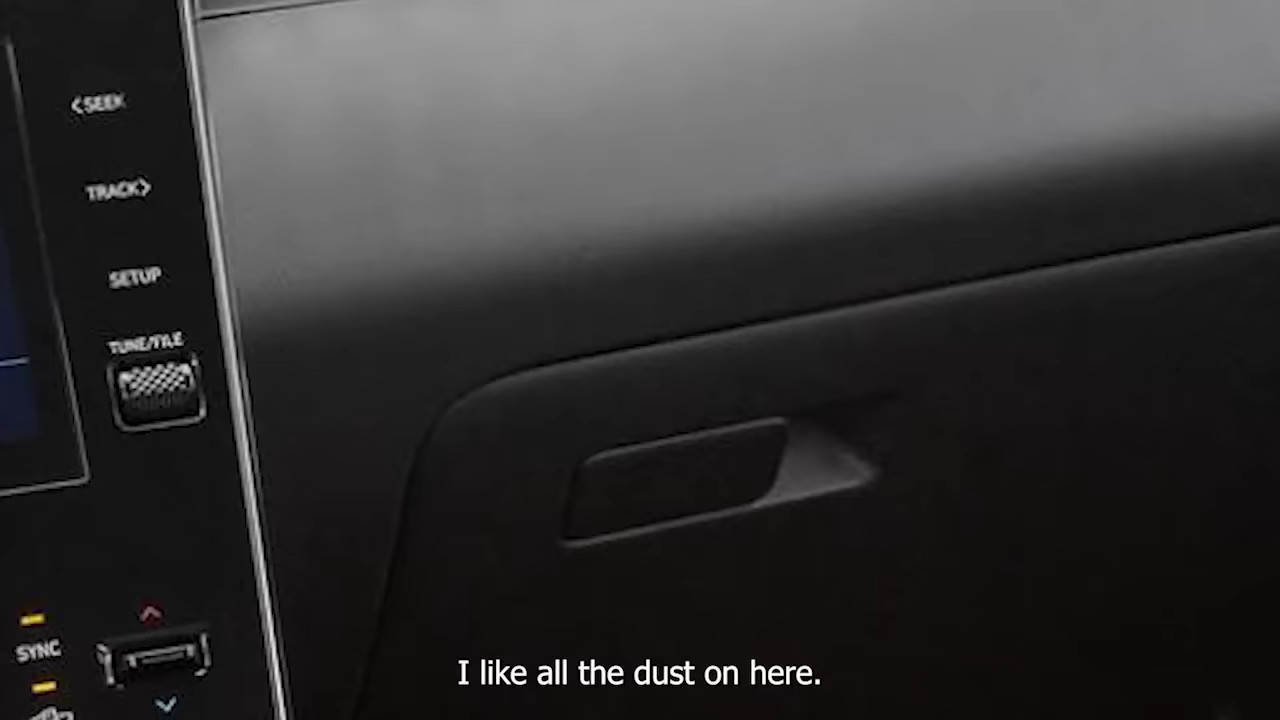 <SEEK
TRACK>
SETUP
TUNE/FILE
SYNC
I like all the dust on here.